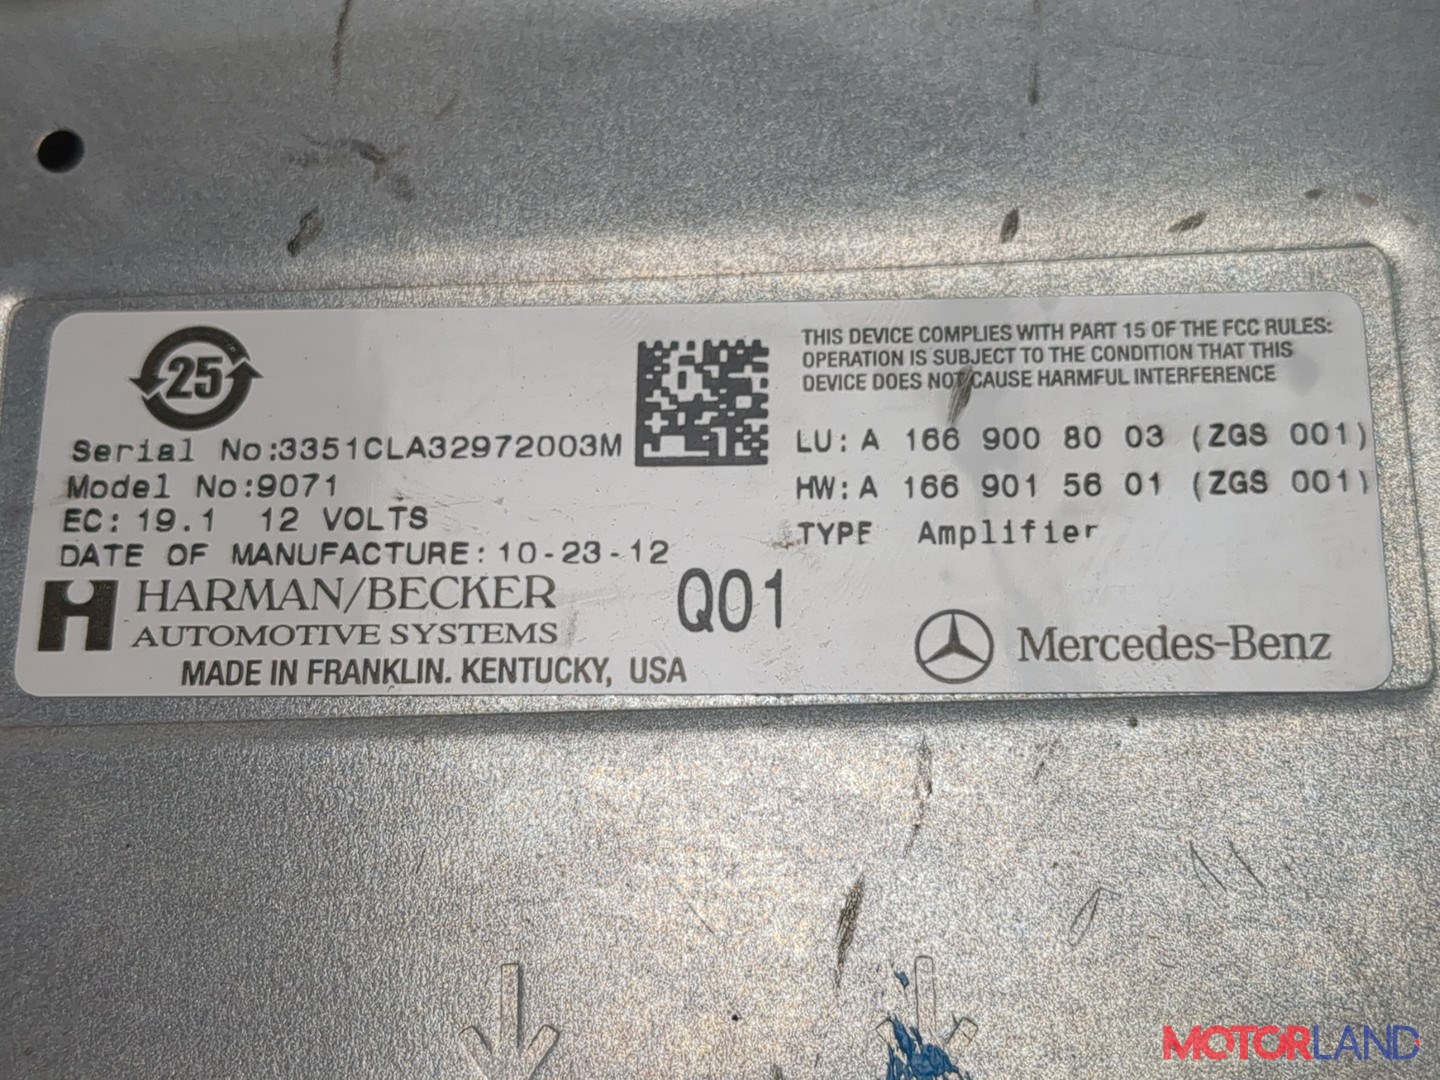 25
Serial No:3351CLA32972003M
Model No:9071
EC: 19.1 12 VOLTS
DATE OF MANUFACTURE: 10-23-12
HARMAN/BECKER
AUTOMOTIVE SYSTEMS
MADE IN FRANKLIN. KENTUCKY, USA
Q01
THIS DEVICE COMPLIES WITH PART 15 OF THE FCC RULES:
OPERATION IS SUBJECT TO THE CONDITION THAT THIS
DEVICE DOES NOT CAUSE HARMFUL INTERFERENCE
LU: A 166 900 80 03 (ZGS 001)
HW: A 166 901 56 01 (ZGS 001)
TYPE Amplifier
Mercedes-Benz
MOTORLAND